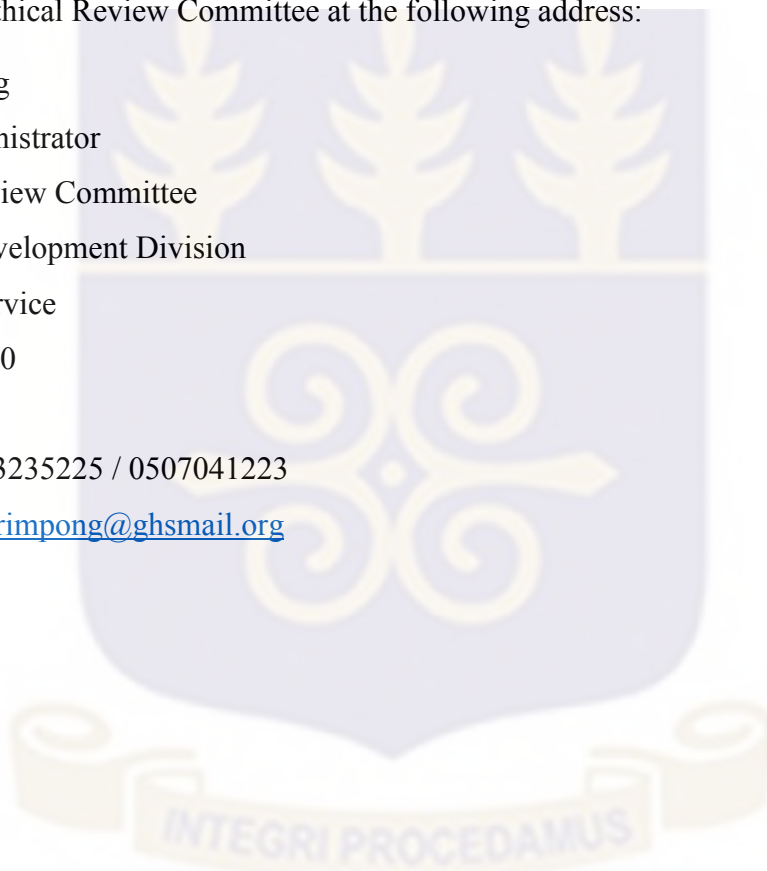 thical Review Committee at the following address:
g
nistrator
iew Committee
velopment Division
rvice
0
3235225 / 0507041223
rimpong@ghsmail.org
INTEGRI PROCEDAMUS